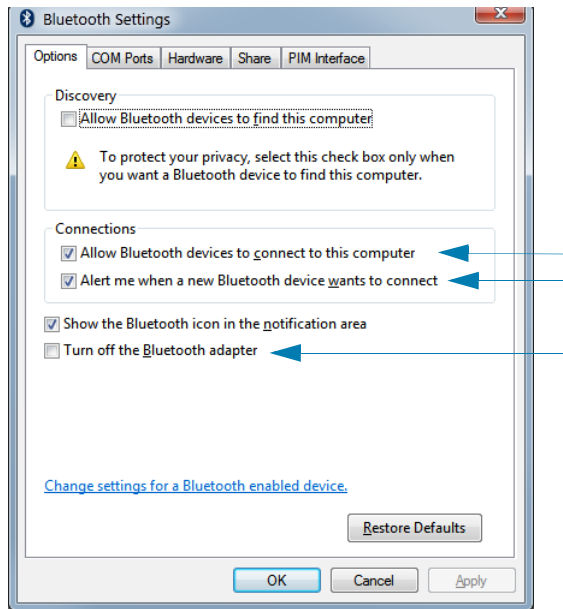 Bluetooth Settings
Options COM Ports Hardware Share PIM Interface
Discovery
Allow Bluetooth devices to find this computer
To protect your privacy, select this check box only when
you want a Bluetooth device to find this computer.
Connections
Allow Bluetooth devices to connect to this computer
Alert me when a new Bluetooth device wants to connect
Show the Bluetooth icon in the notification area
Turn off the Bluetooth adapter
Change settings for a Bluetooth enabled device.
Restore Defaults
OK Cancel Apply